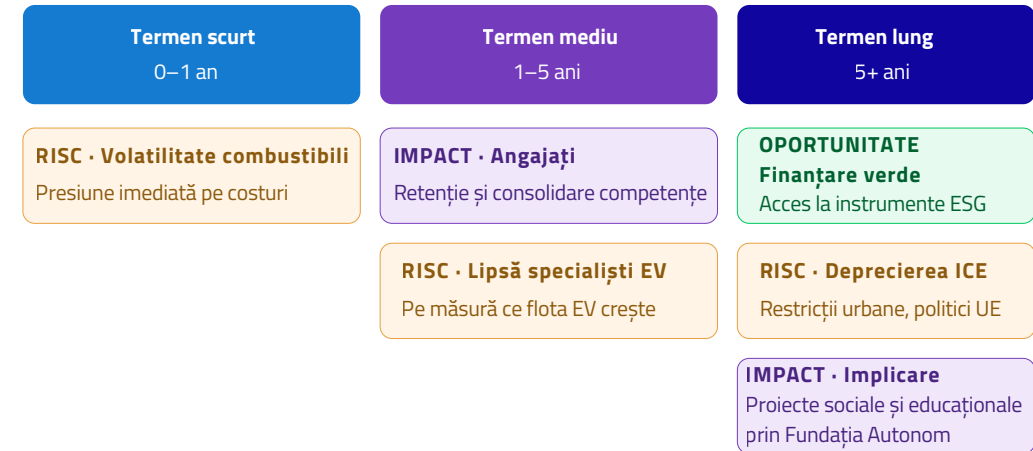 Termen scurt
0–1 an
Termen mediu
1–5 ani
Termen lung
5+ ani
RISC · Volatilitate combustibili
Presiune imediată pe costuri
IMPACT · Angajați
Retenție și consolidare competențe
OPORTUNITATE
Finanțare verde
Acces la instrumente ESG
RISC · Lipsă specialiști EV
Pe măsură ce flota EV crește
RISC · Deprecierea ICE
Restricții urbane, politici UE
IMPACT · Implicare
Proiecte sociale și educaționale
prin Fundația Autonom